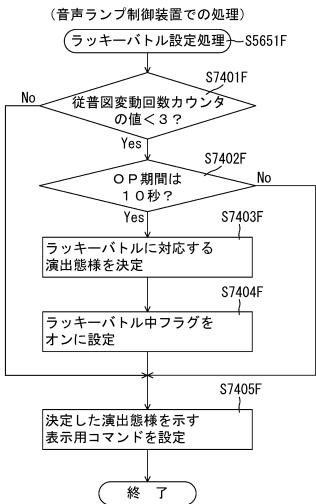 (音声ランプ制御装置での処理)
ラッキーバトル設定処理
S5651F
S7401F
従普図変動回数カウンタ
の値<3?
No
Yes
S7402F
OP期間は
10秒?
No
Yes
S7403F
ラッキーバトルに対応する
演出態様を決定
S7404F
ラッキーバトル中フラグを
オンに設定
S7405F
決定した演出態様を示す
表示用コマンドを設定
終 了